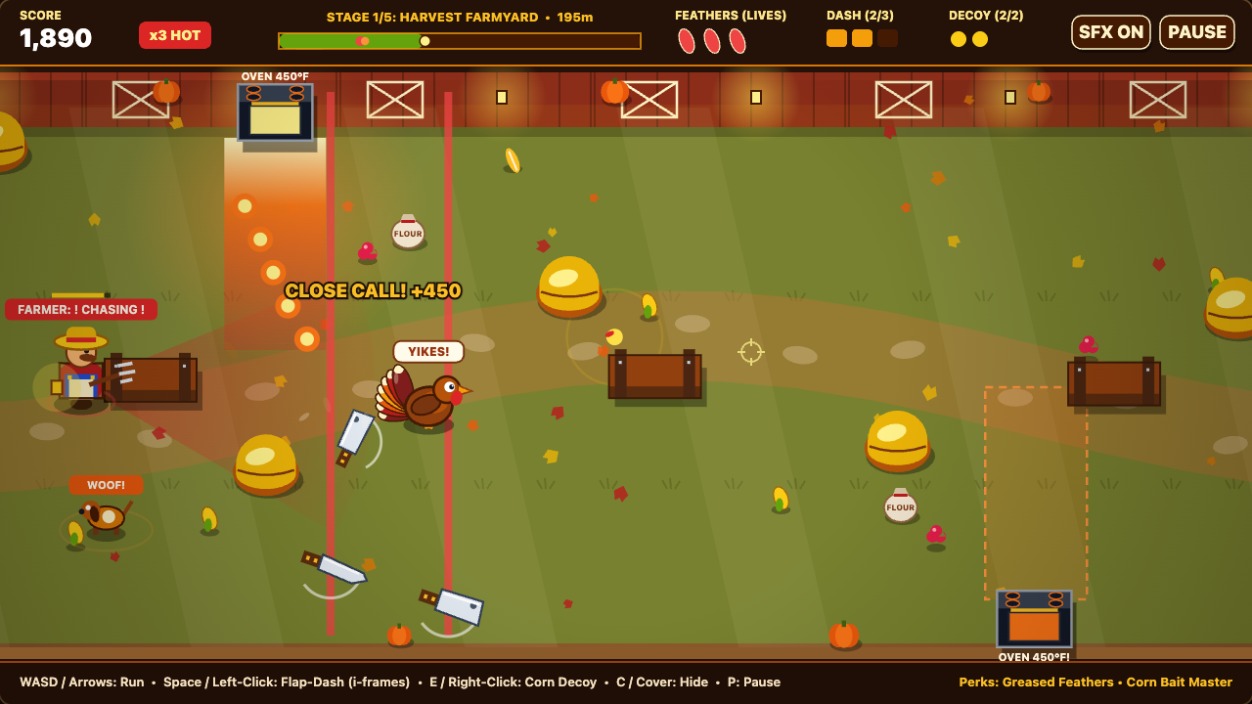 SCORE
1,890
x3 HOT
STAGE 1/5: HARVEST FARMYARD • 195m
FEATHERS (LIVES)
DASH (2/3)
DECOY (2/2)
SFX ON
PAUSE
OVEN 450°F
FLOUR
CLOSE CALL! +450
FARMER: ! CHASING !
YIKES!
WOOF!
FLOUR
OVEN 450°F!
WASD / Arrows: Run • Space / Left-Click: Flap-Dash (i-frames) • E / Right-Click: Corn Decoy • C / Cover: Hide • P: Pause
Perks: Greased Feathers • Corn Bait Master